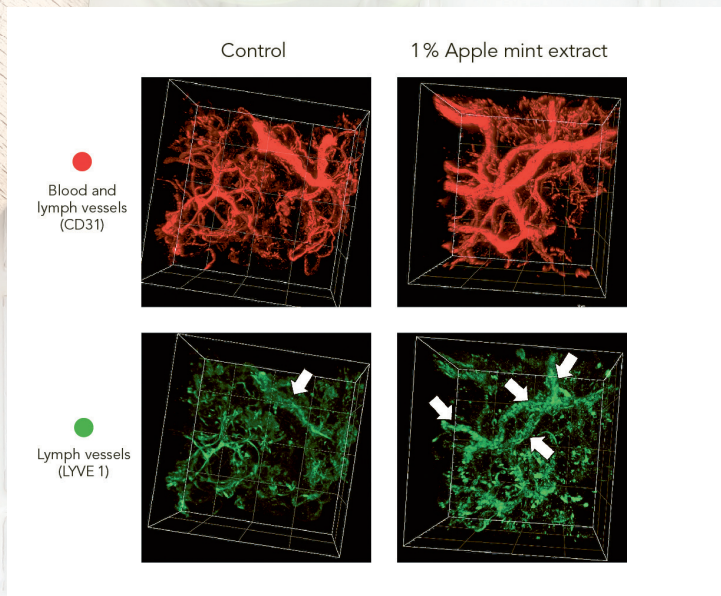 Control
1% Apple mint extract
Blood and
lymph vessels
(CD31)
Lymph vessels
(LYVE 1)